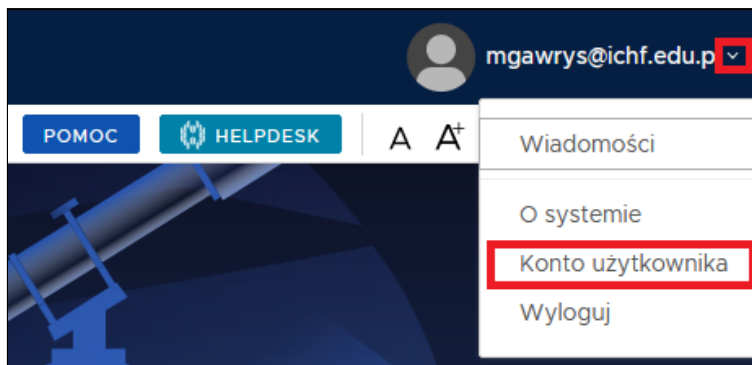 mgawrys@ichf.edu.p
POMOC
HELPDESK
A
A+
Wiadomości
O systemie
Konto użytkownika
Wyloguj